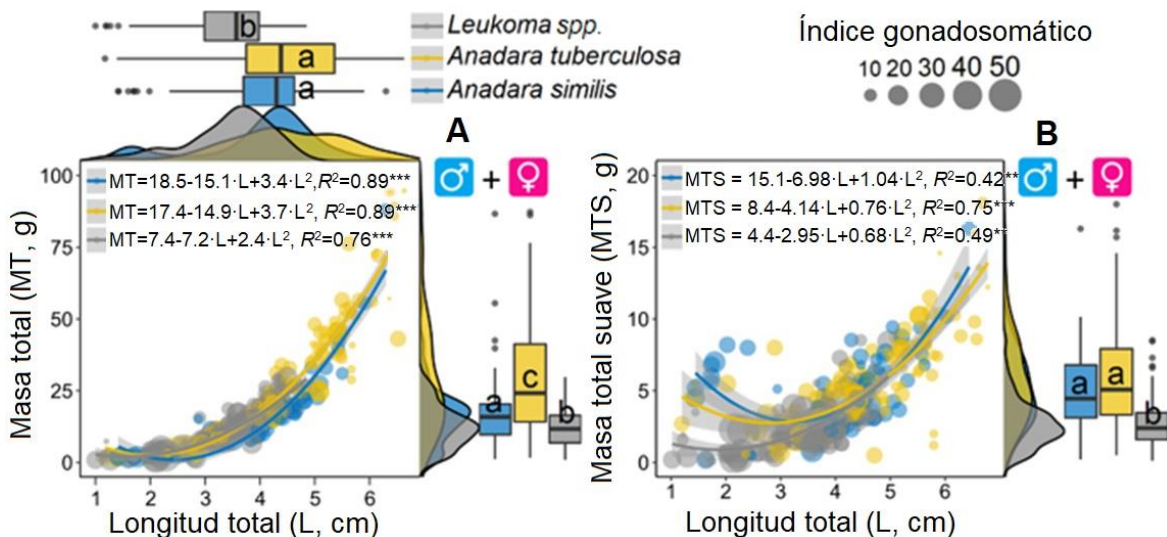 b
a
a
Leukoma spp.
Anadara tuberculosa
Anadara similis
Índice gonadosomático
10 20 30 40 50
A
♂ + ♀
Masa total (MT, g)
100
75
50
25
0
MT=18.5-15.1·L+3.4·L², R²=0.89***
MT=17.4-14.9·L+3.7·L², R²=0.89***
MT=7.4-7.2·L+2.4·L², R²=0.76***
a
c
b
1 2 3 4 5 6
Longitud total (L, cm)
B
♂ + ♀
Masa total suave (MTS, g)
20
15
10
5
0
MTS = 15.1-6.98·L+1.04·L², R²=0.42**
MTS = 8.4-4.14·L+0.76·L², R²=0.75***
MTS = 4.4-2.95·L+0.68·L², R²=0.49**
a
a
b
1 2 3 4 5 6
Longitud total (L, cm)